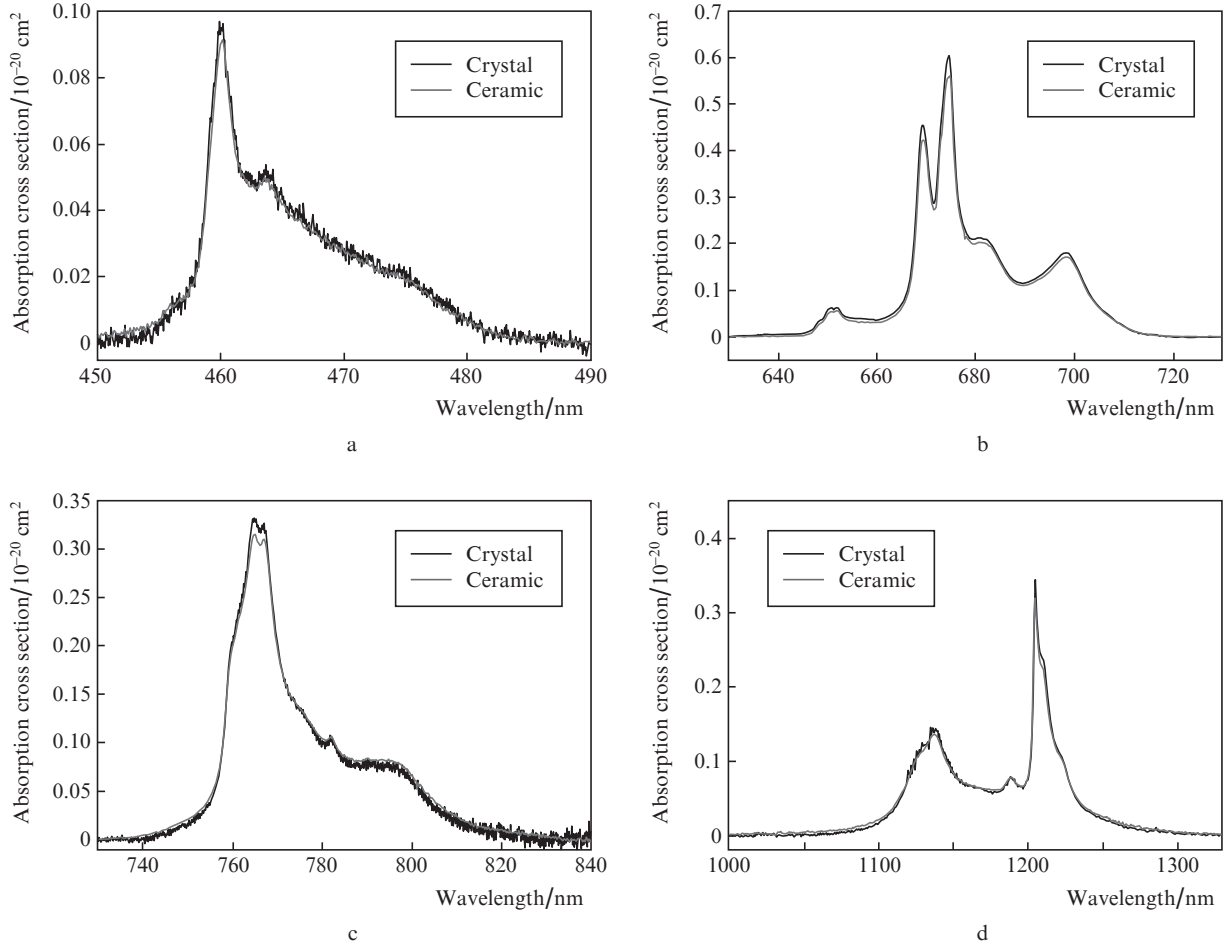 Absorption cross section/10⁻²⁰ cm²
0.10
0.08
0.06
0.04
0.02
0
Crystal
Ceramic
450 460 470 480 490
Wavelength/nm
a
Absorption cross section/10⁻²⁰ cm²
0.7
0.6
0.5
0.4
0.3
0.2
0.1
0
Crystal
Ceramic
640 660 680 700 720
Wavelength/nm
b
Absorption cross section/10⁻²⁰ cm²
0.35
0.30
0.25
0.20
0.15
0.10
0.05
0
Crystal
Ceramic
740 760 780 800 820 840
Wavelength/nm
c
Absorption cross section/10⁻²⁰ cm²
0.4
0.3
0.2
0.1
0
Crystal
Ceramic
1000 1100 1200 1300
Wavelength/nm
d